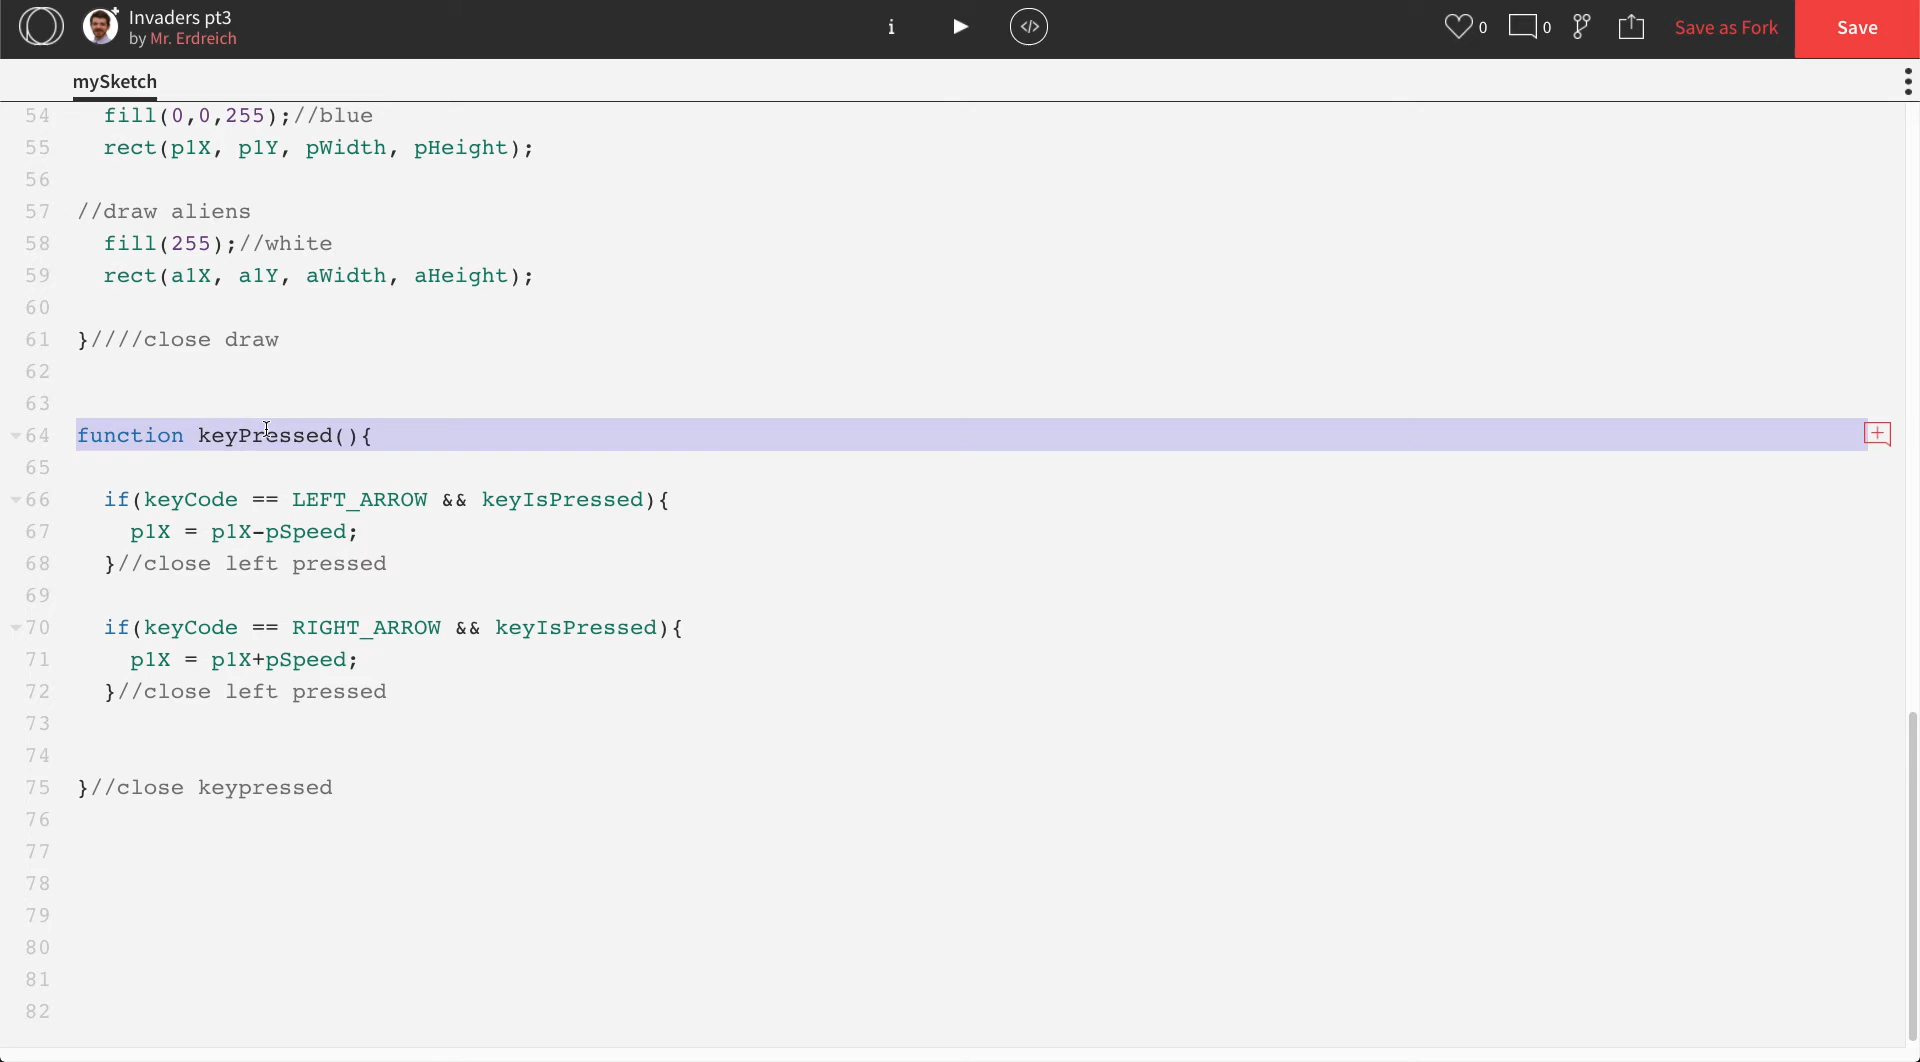 Invaders pt3
by Mr. Erdreich
i
</>
0
0
Save as Fork
Save
mySketch
54 fill(0,0,255);//blue
55 rect(p1X, p1Y, pWidth, pHeight);
56
57 //draw aliens
58 fill(255);//white
59 rect(a1X, a1Y, aWidth, aHeight);
60
61 }////close draw
62
63
64 function keyPressed(){
65
66 if(keyCode == LEFT_ARROW && keyIsPressed){
67 p1X = p1X-pSpeed;
68 }//close left pressed
69
70 if(keyCode == RIGHT_ARROW && keyIsPressed){
71 p1X = p1X+pSpeed;
72 }//close left pressed
73
74
75 }//close keypressed
76
77
78
79
80
81
82